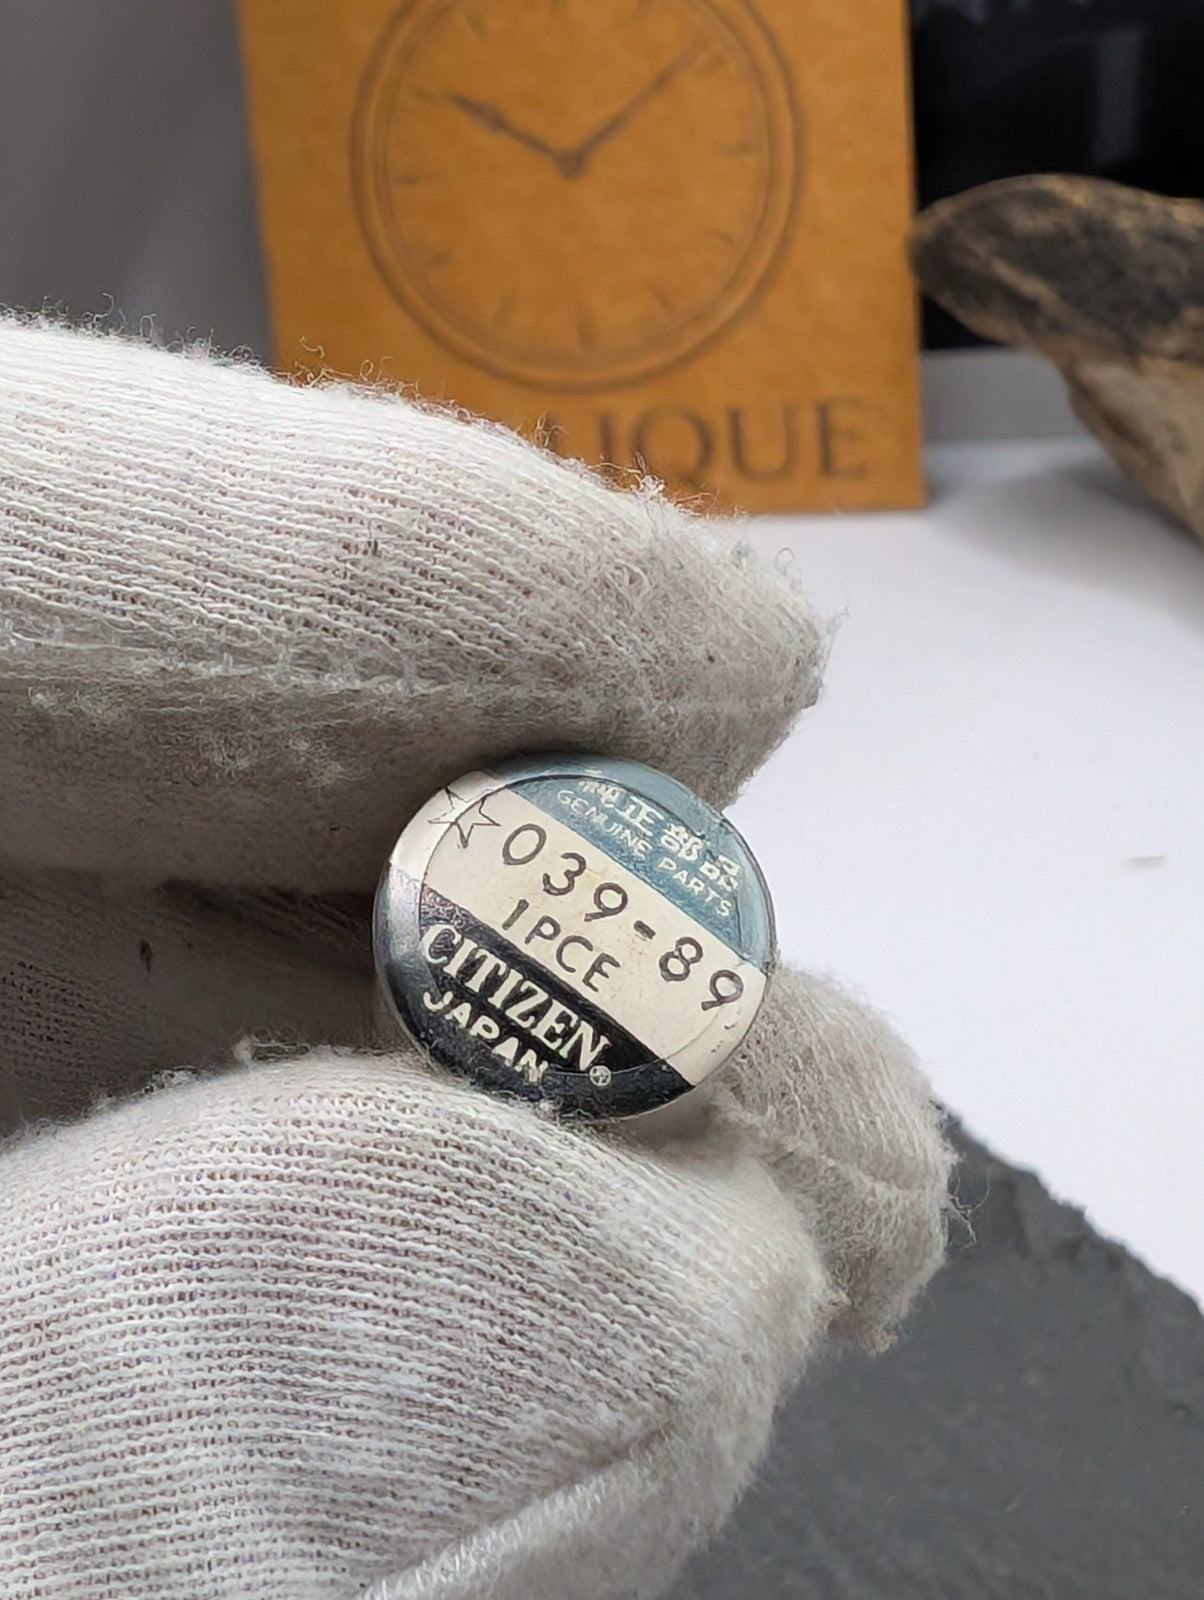 IQUE
純正部品
GENUINE PARTS
☆039-89
1PCE
CITIZEN®
JAPAN